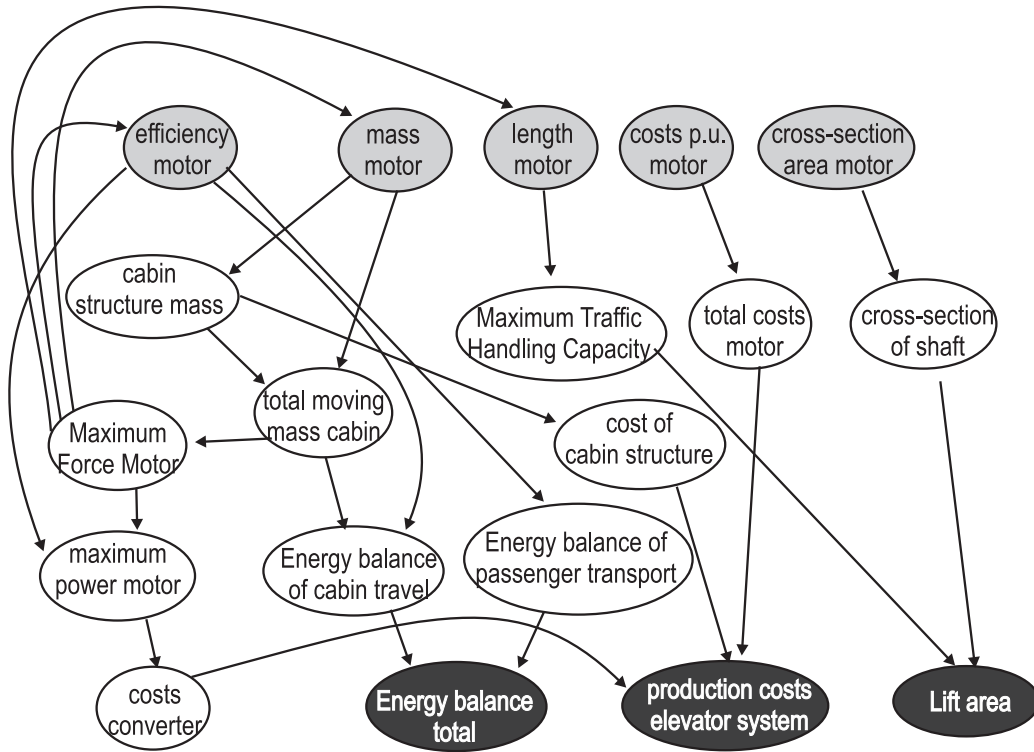 efficiency
motor
mass
motor
length
motor
costs p.u.
motor
cross-section
area motor
cabin
structure mass
Maximum Traffic
Handling Capacity
total costs
motor
cross-section
of shaft
total moving
mass cabin
Maximum
Force Motor
cost of
cabin structure
maximum
power motor
Energy balance
of cabin travel
Energy balance of
passenger transport
costs
converter
Energy balance
total
production costs
elevator system
Lift area